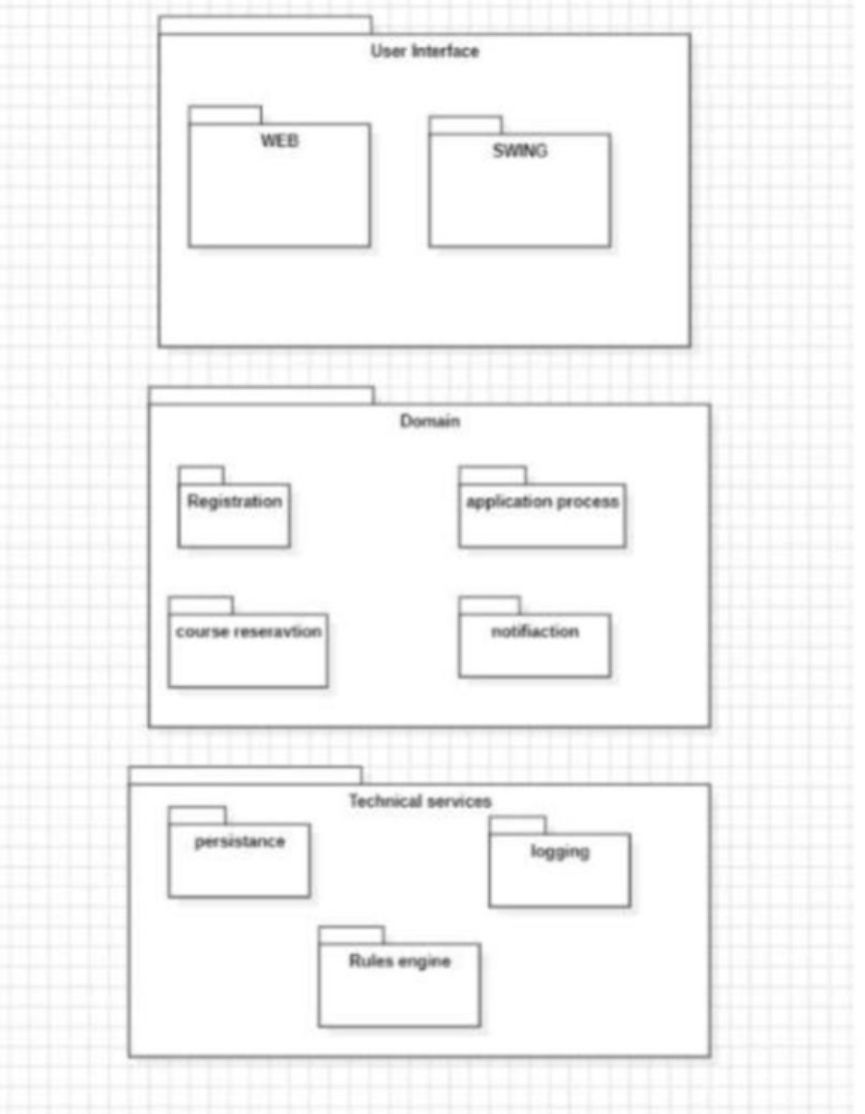 User Interface
WEB
SWING
Domain
Registration
application process
course reseravtion
notifiaction
Technical services
persistance
logging
Rules engine